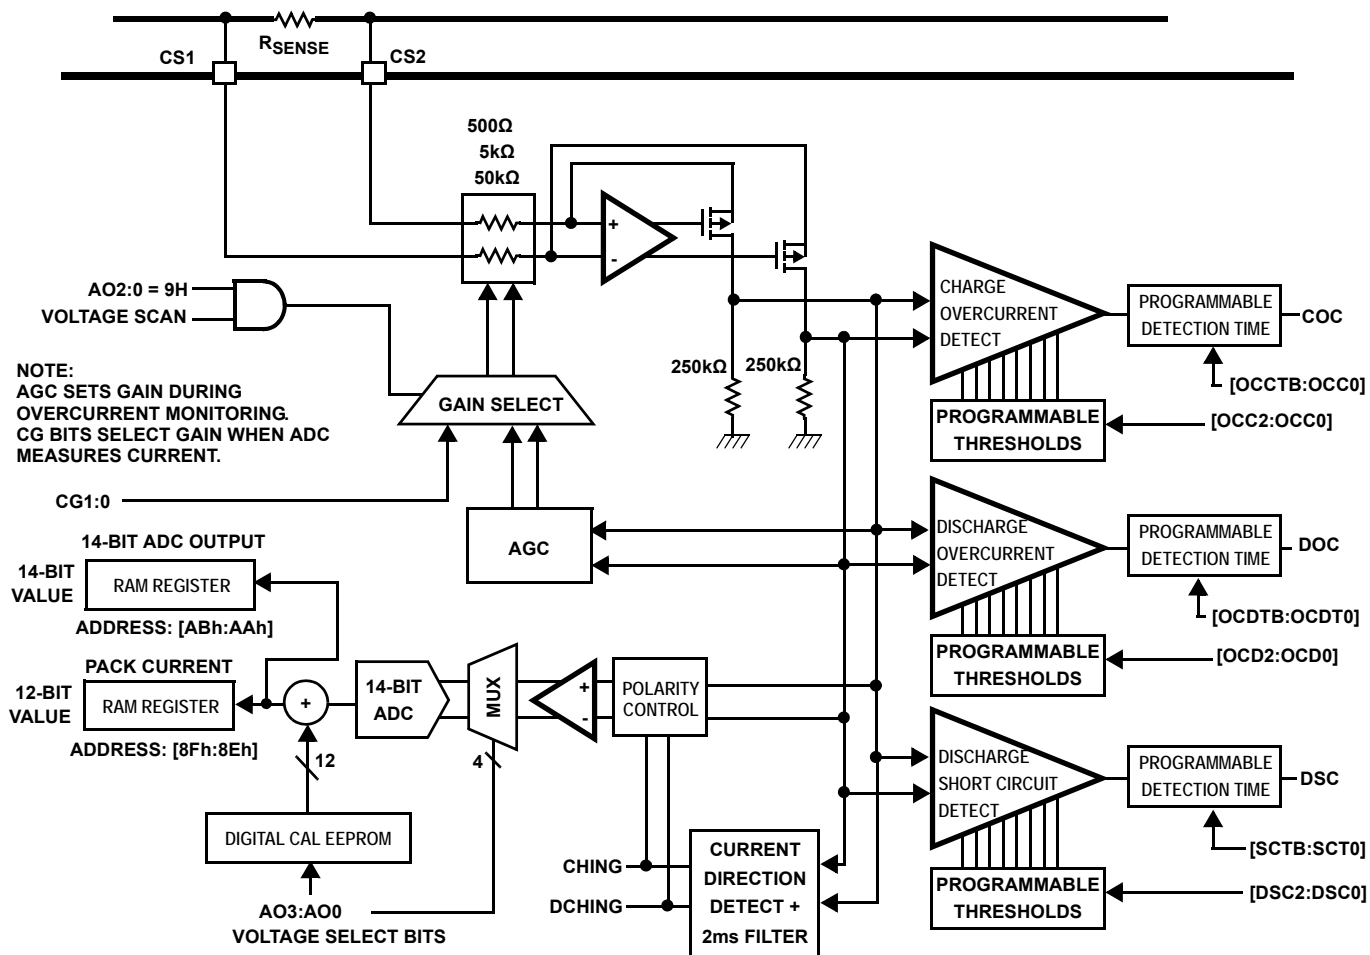 RSENSE
CS1
CS2
500Ω
5kΩ
50kΩ
+
-
AO2:0 = 9H
VOLTAGE SCAN
NOTE:
AGC SETS GAIN DURING
OVERCURRENT MONITORING.
CG BITS SELECT GAIN WHEN ADC
MEASURES CURRENT.
GAIN SELECT
250kΩ
250kΩ
CG1:0
AGC
CHARGE
OVERCURRENT
DETECT
PROGRAMMABLE
DETECTION TIME
COC
[OCCTB:OCC0]
PROGRAMMABLE
THRESHOLDS
[OCC2:OCC0]
DISCHARGE
OVERCURRENT
DETECT
PROGRAMMABLE
DETECTION TIME
DOC
[OCDTB:OCDT0]
PROGRAMMABLE
THRESHOLDS
[OCD2:OCD0]
14-BIT ADC OUTPUT
14-BIT
VALUE
RAM REGISTER
ADDRESS: [ABh:AAh]
PACK CURRENT
12-BIT
VALUE
RAM REGISTER
ADDRESS: [8Fh:8Eh]
+
14-BIT
ADC
MUX
+
-
POLARITY
CONTROL
12
4
DIGITAL CAL EEPROM
AO3:AO0
VOLTAGE SELECT BITS
CHING
DCHING
CURRENT
DIRECTION
DETECT +
2ms FILTER
DISCHARGE
SHORT CIRCUIT
DETECT
PROGRAMMABLE
DETECTION TIME
DSC
[SCTB:SCT0]
PROGRAMMABLE
THRESHOLDS
[DSC2:DSC0]